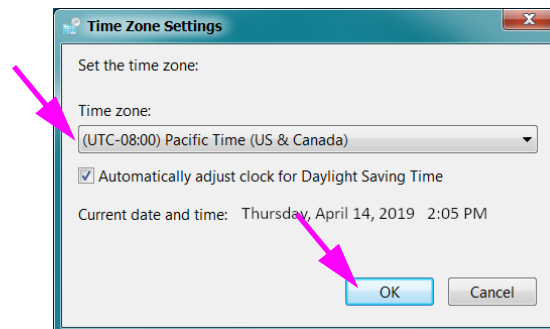 Time Zone Settings
Set the time zone:
Time zone:
(UTC-08:00) Pacific Time (US & Canada)
Automatically adjust clock for Daylight Saving Time
Current date and time: Thursday, April 14, 2019 2:05 PM
OK Cancel